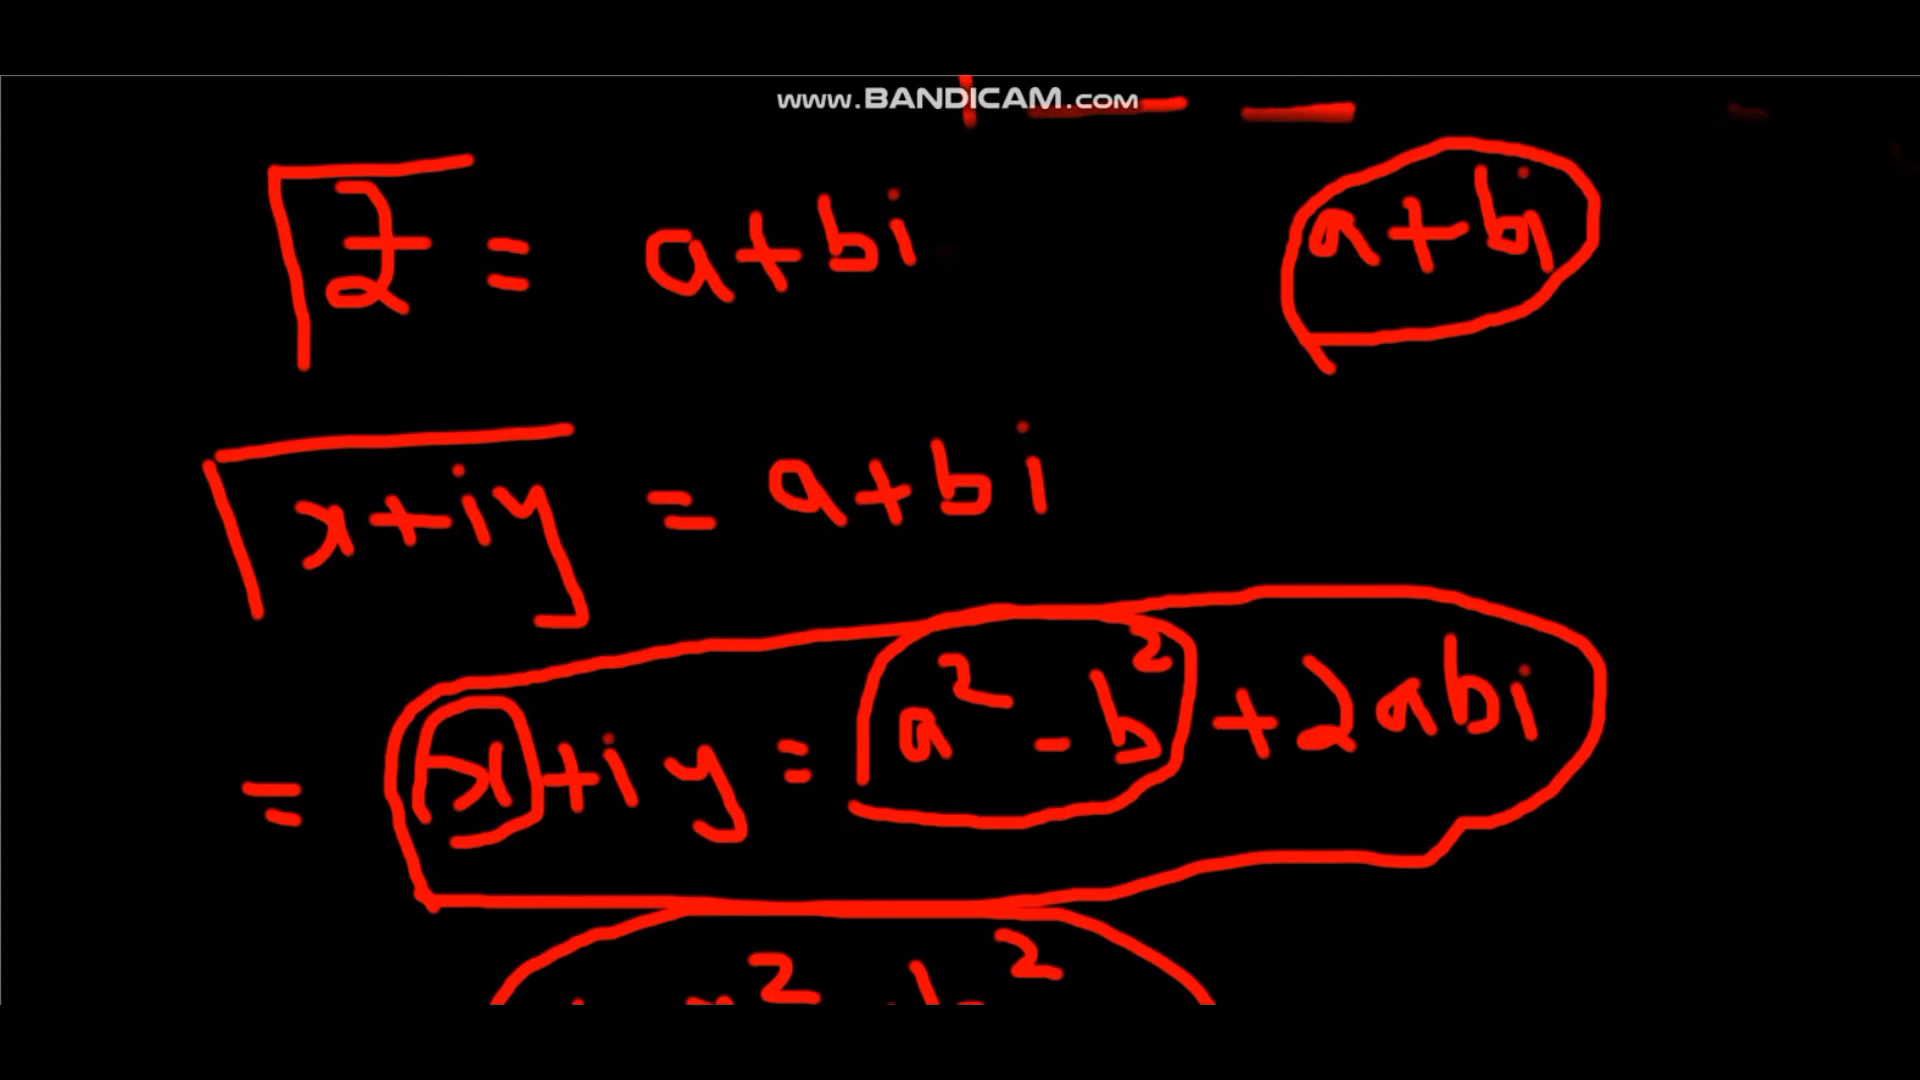 www.BANDICAM.com
√z = a+bi
a+bi
√x+iy = a+bi
= x+iy = a² - b² + 2abi